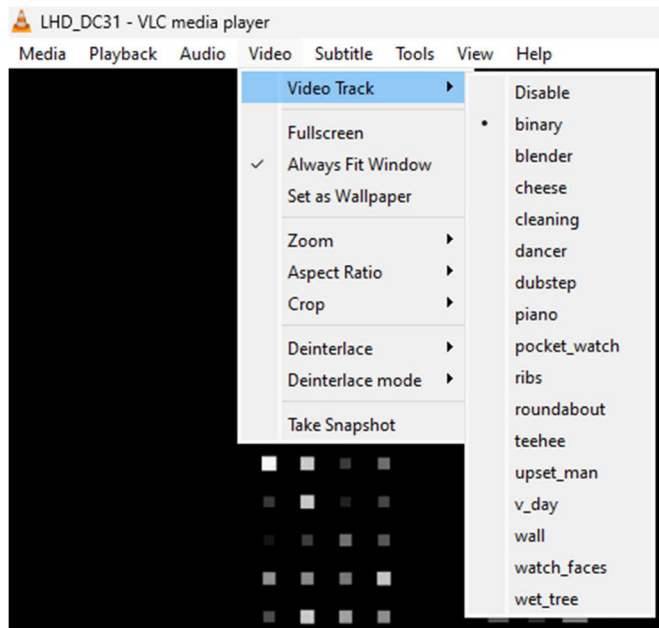 LHD_DC31 - VLC media player
Media Playback Audio Video Subtitle Tools View Help
Video Track
Fullscreen
Always Fit Window
Set as Wallpaper
Zoom
Aspect Ratio
Crop
Deinterlace
Deinterlace mode
Take Snapshot
Disable
binary
blender
cheese
cleaning
dancer
dubstep
piano
pocket_watch
ribs
roundabout
teehee
upset_man
v_day
wall
watch_faces
wet_tree